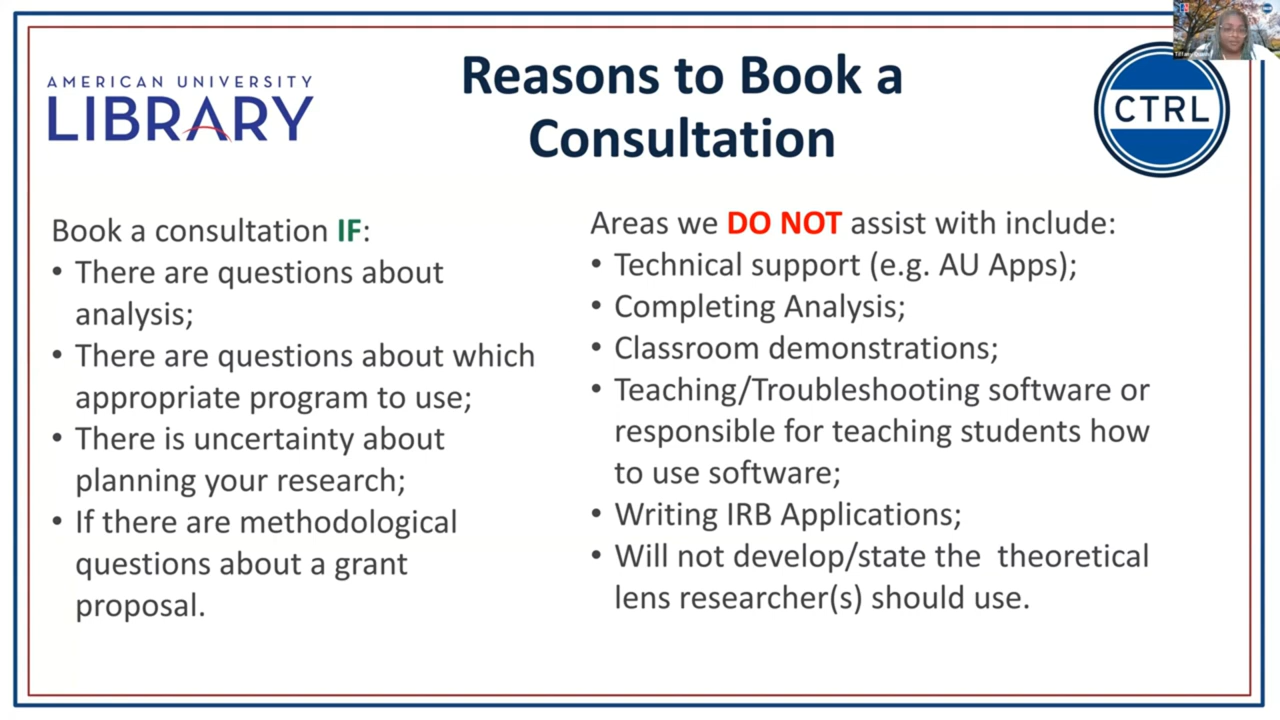 AMERICAN UNIVERSITY
LIBRARY
Reasons to Book a
Consultation
CTRL
Book a consultation IF:
• There are questions about
analysis;
• There are questions about which
appropriate program to use;
• There is uncertainty about
planning your research;
• If there are methodological
questions about a grant
proposal.
Areas we DO NOT assist with include:
• Technical support (e.g. AU Apps);
• Completing Analysis;
• Classroom demonstrations;
• Teaching/Troubleshooting software or
responsible for teaching students how
to use software;
• Writing IRB Applications;
• Will not develop/state the  theoretical
lens researcher(s) should use.